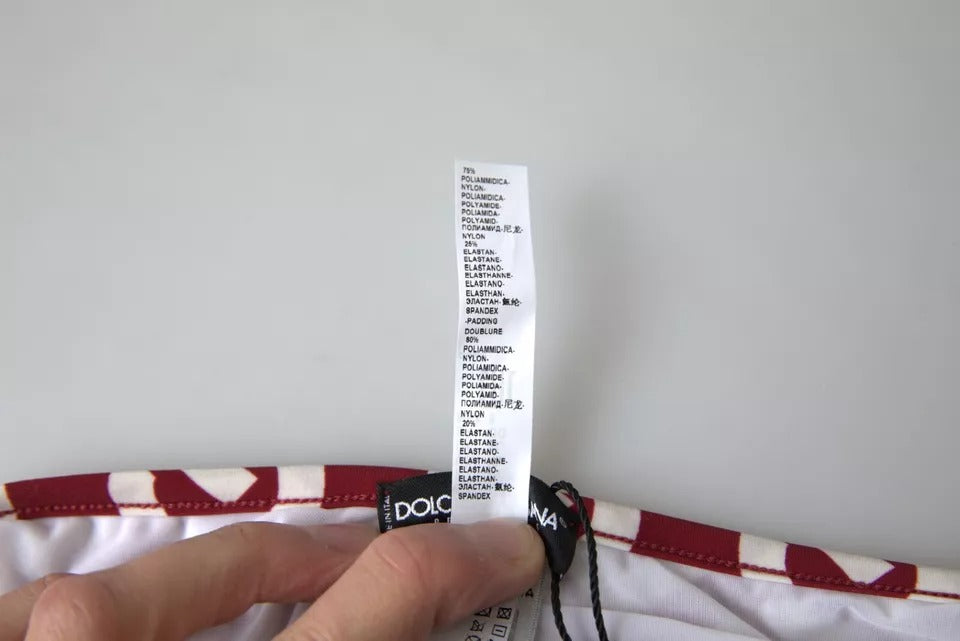 75%
POLIAMMIDICA-
NYLON-
POLIAMIDICA-
POLYAMIDE-
POLIAMIDA-
POLYAMID-
ПОЛИАМИД-尼龙-
NYLON
25%
ELASTAN-
ELASTANE-
ELASTANO-
ELASTHANNE-
ELASTANO-
ELASTHAN-
ЭЛАСТАН-氨纶-
SPANDEX
-PADDING
DOUBLURE
80%
POLIAMMIDICA-
NYLON-
POLIAMIDICA-
POLYAMIDE-
POLIAMIDA-
POLYAMID-
ПОЛИАМИД-尼龙-
NYLON
20%
ELASTAN-
ELASTANE-
ELASTANO-
ELASTHANNE-
ELASTANO-
ELASTHAN-
ЭЛАСТАН-氨纶-
SPANDEX